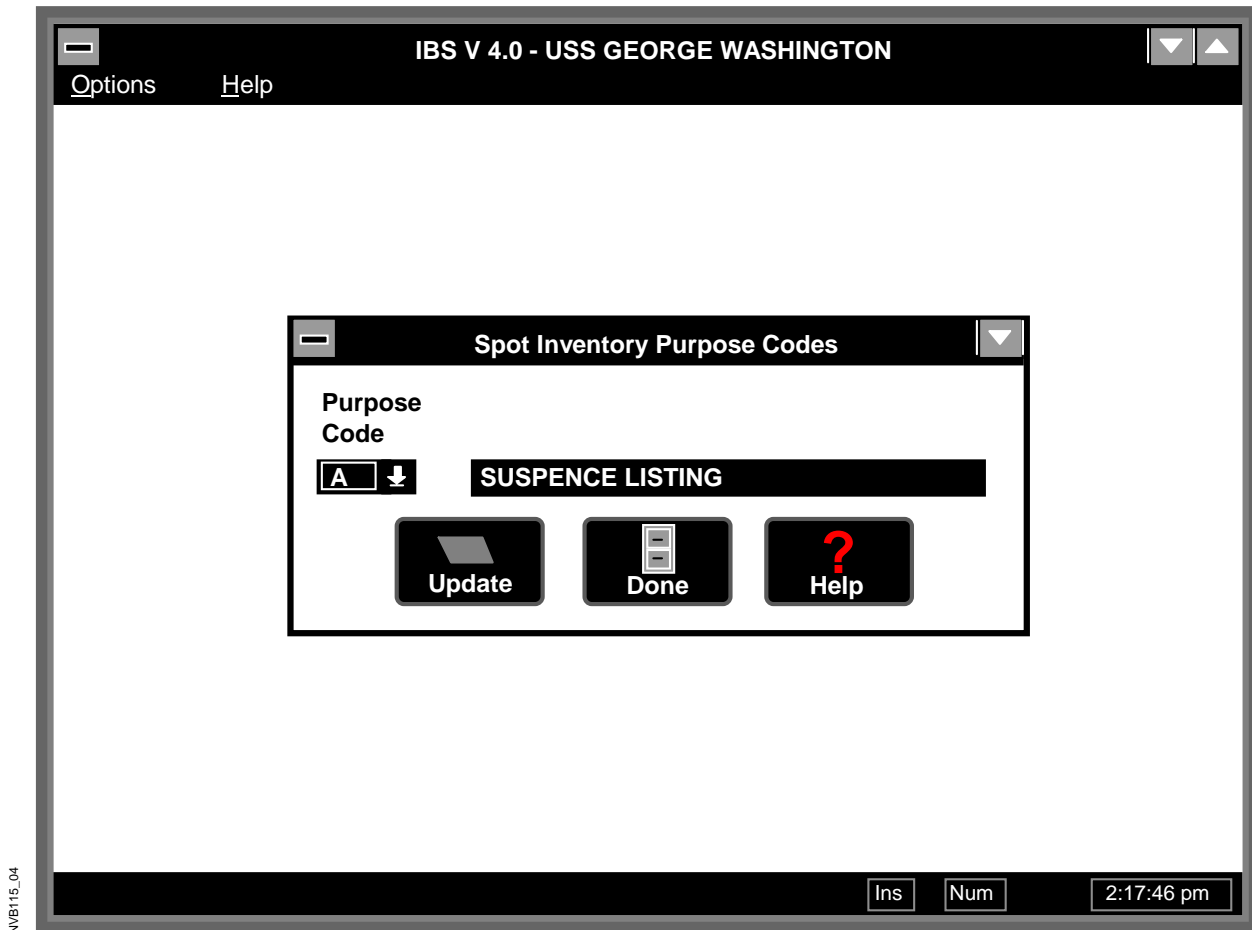 IBS V 4.0 - USS GEORGE WASHINGTON
Options Help
Spot Inventory Purpose Codes
Purpose
Code
A SUSPENCE LISTING
Update Done Help
?
Ins Num 2:17:46 pm
NVB115_04